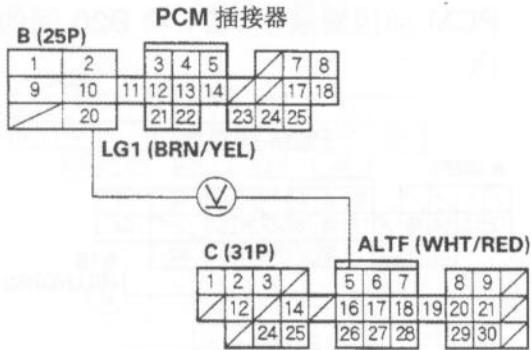 PCM 插接器
B (25P)
1 2 3 4 5 7 8
9 10 11 12 13 14 17 18
20 21 22 23 24 25
LG1 (BRN/YEL)
V
C (31P)
ALTF (WHT/RED)
1 2 3 5 6 7 8 9
12 14 16 17 18 19 20 21
24 25 26 27 28 29 30